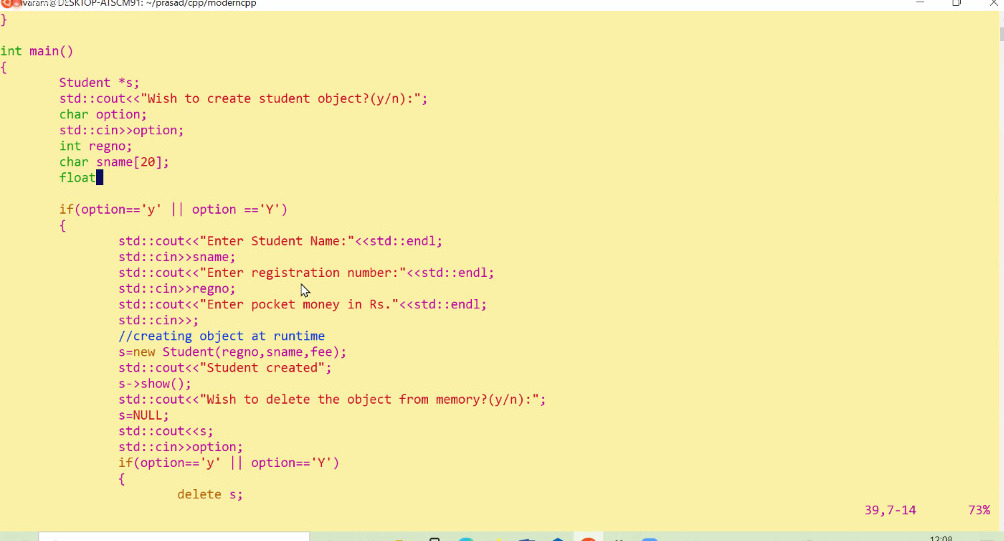 varam@DESKTOP-ATSCM91: ~/prasad/cpp/moderncpp
}
int main()
{
Student *s;
std::cout<<"Wish to create student object?(y/n):";
char option;
std::cin>>option;
int regno;
char sname[20];
float
if(option=='y' || option =='Y')
{
std::cout<<"Enter Student Name:"<<std::endl;
std::cin>>sname;
std::cout<<"Enter registration number:"<<std::endl;
std::cin>>regno;
std::cout<<"Enter pocket money in Rs."<<std::endl;
std::cin>>;
//creating object at runtime
s=new Student(regno,sname,fee);
std::cout<<"Student created";
s->show();
std::cout<<"Wish to delete the object from memory?(y/n):";
s=NULL;
std::cout<<s;
std::cin>>option;
if(option=='y' || option=='Y')
{
delete s;
39,7-14 73%
12:08